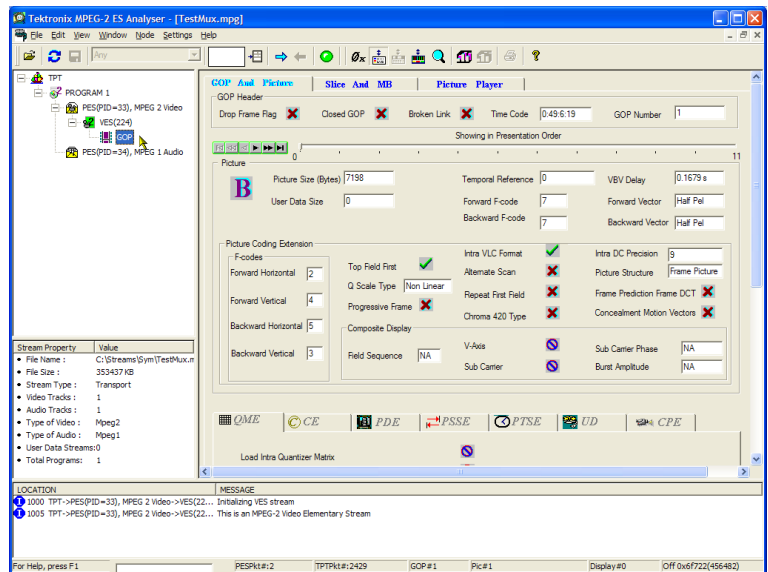 Tektronix MPEG-2 ES Analyser - [TestMux.mpg]
File Edit View Window Node Settings Help
Any
TPT
PROGRAM 1
PES(PID=33), MPEG 2 Video
VES(224)
GOP
PES(PID=34), MPEG 1 Audio
Stream Property Value
File Name : C:\Streams\Sym\TestMux.m
File Size : 353437 KB
Stream Type : Transport
Video Tracks : 1
Audio Tracks : 1
Type of Video : Mpeg2
Type of Audio : Mpeg1
User Data Streams: 0
Total Programs: 1
GOP And Picture Slice And MB Picture Player
GOP Header
Drop Frame Flag Closed GOP Broken Link Time Code 0:49:6:19 GOP Number 1
Showing in Presentation Order
0 11
Picture
B
Picture Size (Bytes) 7198 Temporal Reference 0 VBV Delay 0.1679 s
User Data Size 0 Forward F-code 7 Forward Vector Half Pel
Backward F-code 7 Backward Vector Half Pel
Picture Coding Extension
F-codes
Forward Horizontal 2
Forward Vertical 4
Backward Horizontal 5
Backward Vertical 3
Top Field First
Q Scale Type Non Linear
Progressive Frame
Intra VLC Format
Alternate Scan
Repeat First Field
Chroma 420 Type
Intra DC Precision 9
Picture Structure Frame Picture
Frame Prediction Frame DCT
Concealment Motion Vectors
Composite Display
Field Sequence NA
V-Axis
Sub Carrier
Sub Carrier Phase NA
Burst Amplitude NA
QME CE PDE PSSE PTSE UD CPE
Load Intra Quantizer Matrix
LOCATION MESSAGE
1000 TPT->PES(PID=33), MPEG 2 Video->VES(22... Initializing VES stream
1005 TPT->PES(PID=33), MPEG 2 Video->VES(22... This is an MPEG-2 Video Elementary Stream
For Help, press F1 PESPkt#:2 TPTPkt#:2429 GOP#1 Pic#1 Display#0 Off 0x6f722(456482)